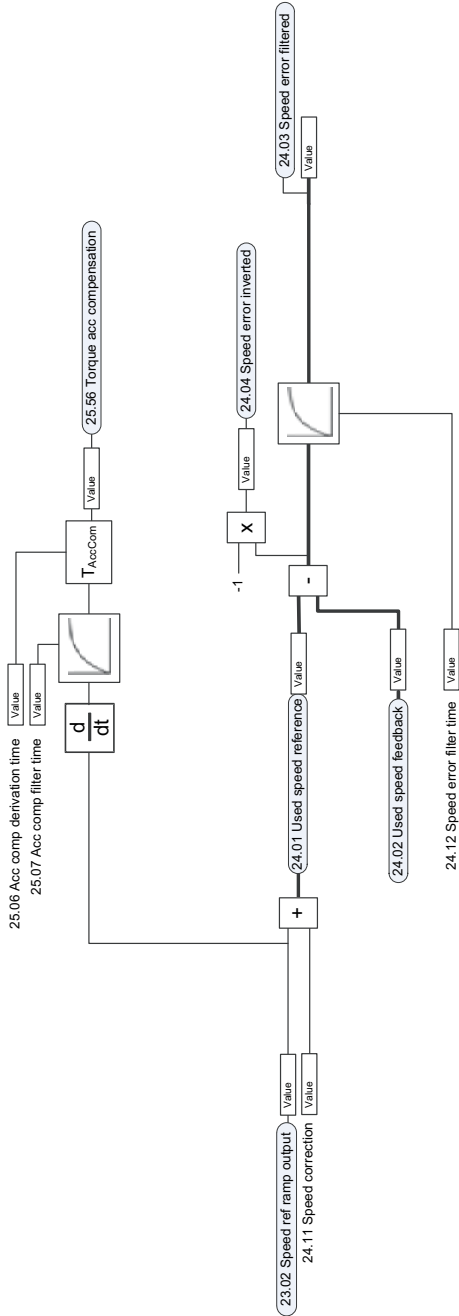 25.06 Acc comp derivation time
Value
25.07 Acc comp filter time
Value
d
dt
TAccCom
Value
25.56 Torque acc compensation
-1
X
Value
24.04 Speed error inverted
23.02 Speed ref ramp output
Value
24.11 Speed correction
Value
+
24.01 Used speed reference
Value
-
24.02 Used speed feedback
Value
24.03 Speed error filtered
Value
24.12 Speed error filter time
Value